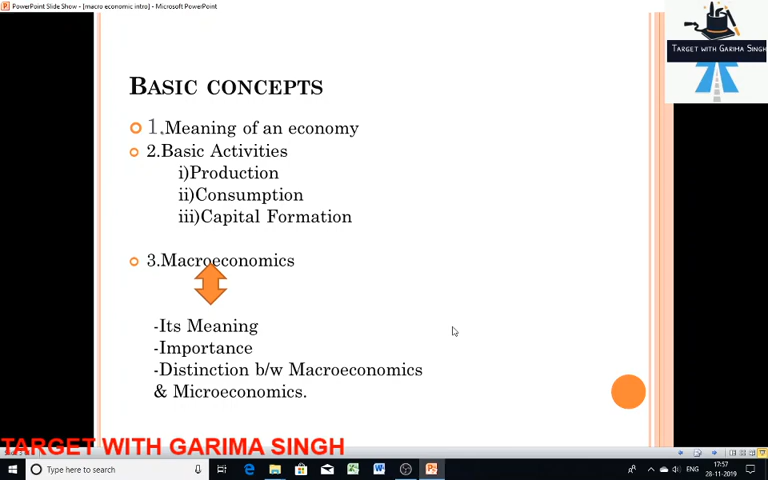 PowerPoint Slide Show - [macro economic intro] - Microsoft PowerPoint
TARGET WITH GARIMA SINGH
BASIC CONCEPTS
1.Meaning of an economy
2.Basic Activities
i)Production
ii)Consumption
iii)Capital Formation
3.Macroeconomics
-Its Meaning
-Importance
-Distinction b/w Macroeconomics
& Microeconomics.
TARGET WITH GARIMA SINGH
Type here to search
ENG
17:57
28-11-2019